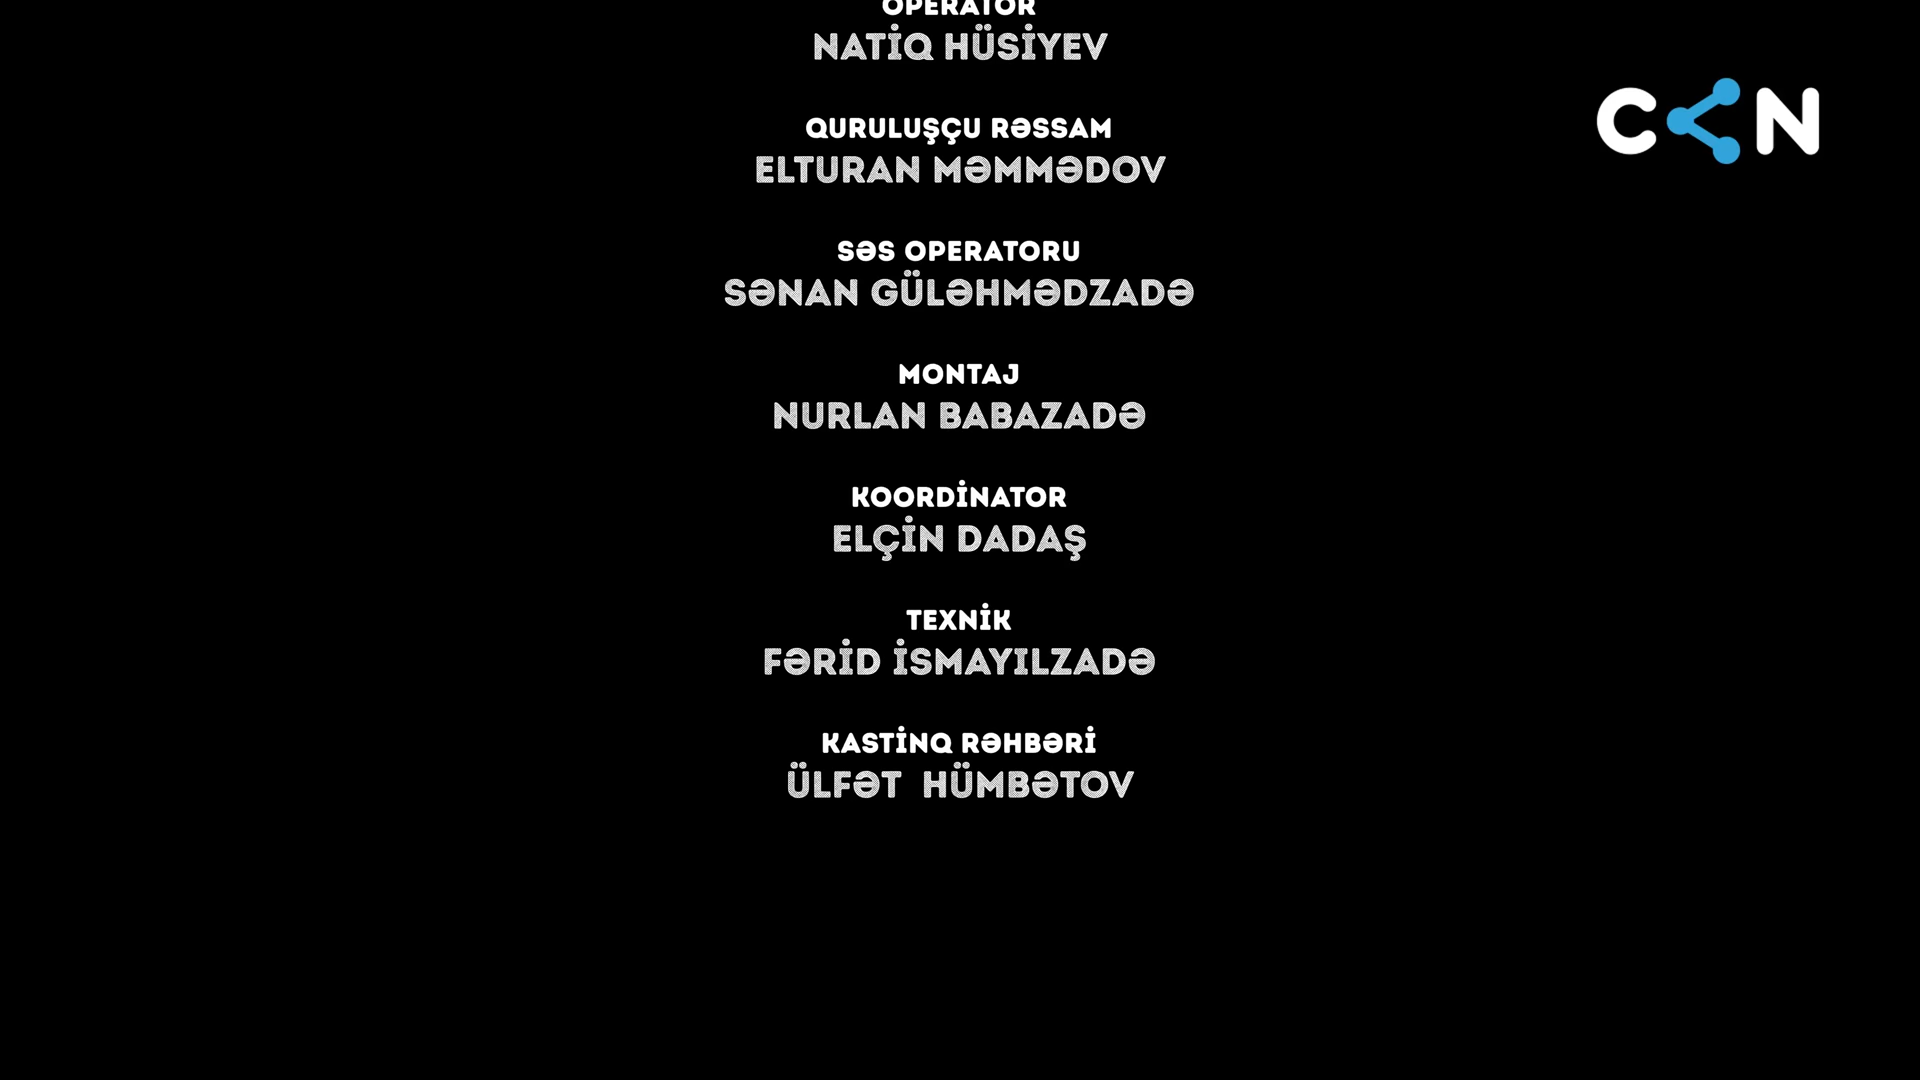 OPERATOR
NATİQ HÜSİYEV
QURULUŞÇU RƏSSAM
ELTURAN MƏMMƏDOV
SƏS OPERATORU
SƏNAN GÜLƏHMƏDZADƏ
MONTAJ
NURLAN BABAZADƏ
KOORDİNATOR
ELÇİN DADAŞ
TEXNİK
FƏRİD İSMAYILZADƏ
KASTİNQ RƏHBƏRİ
ÜLFƏT  HÜMBƏTOV
C<N